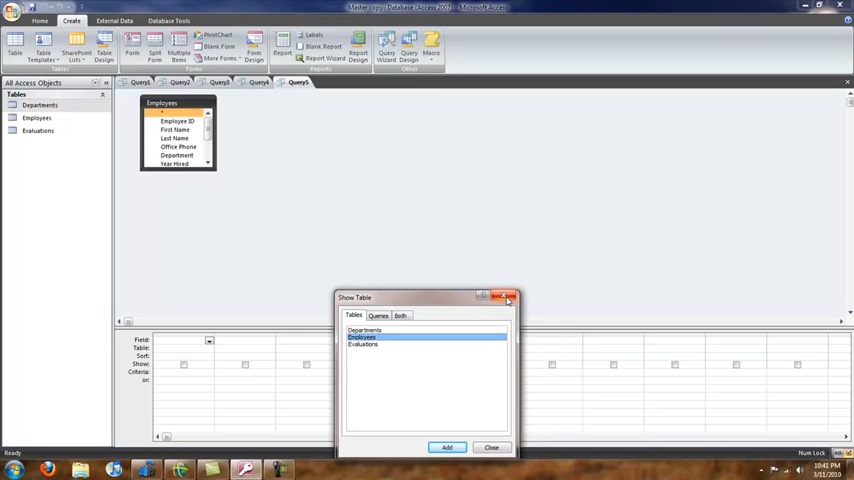 Master copy : Database (Access 2007) - Microsoft Access
Home Create External Data Database Tools
Table Table Templates SharePoint Lists Table Design
Tables
Form Split Form Multiple Items PivotChart Blank Form More Forms Form Design
Forms
Report Labels Blank Report Report Wizard Report Design
Reports
Query Wizard Query Design Macro
Other
All Access Objects
Query1 Query2 Query3 Query4 Query5
Tables
Departments
Employees
Evaluations
Employees
*
Employee ID
First Name
Last Name
Office Phone
Department
Year Hired
Show Table
Tables Queries Both
Departments
Employees
Evaluations
Add Close
Field:
Table:
Sort:
Show:
Criteria:
or:
Ready
Num Lock
10:41 PM
3/11/2010